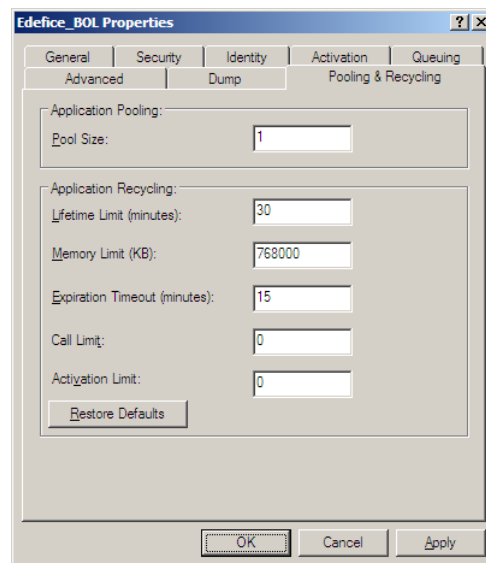 Edefice_BOL Properties
General Security Identity Activation Queuing
Advanced Dump Pooling & Recycling
Application Pooling:
Pool Size: 1
Application Recycling:
Lifetime Limit (minutes): 30
Memory Limit (KB): 768000
Expiration Timeout (minutes): 15
Call Limit: 0
Activation Limit: 0
Restore Defaults
OK Cancel Apply